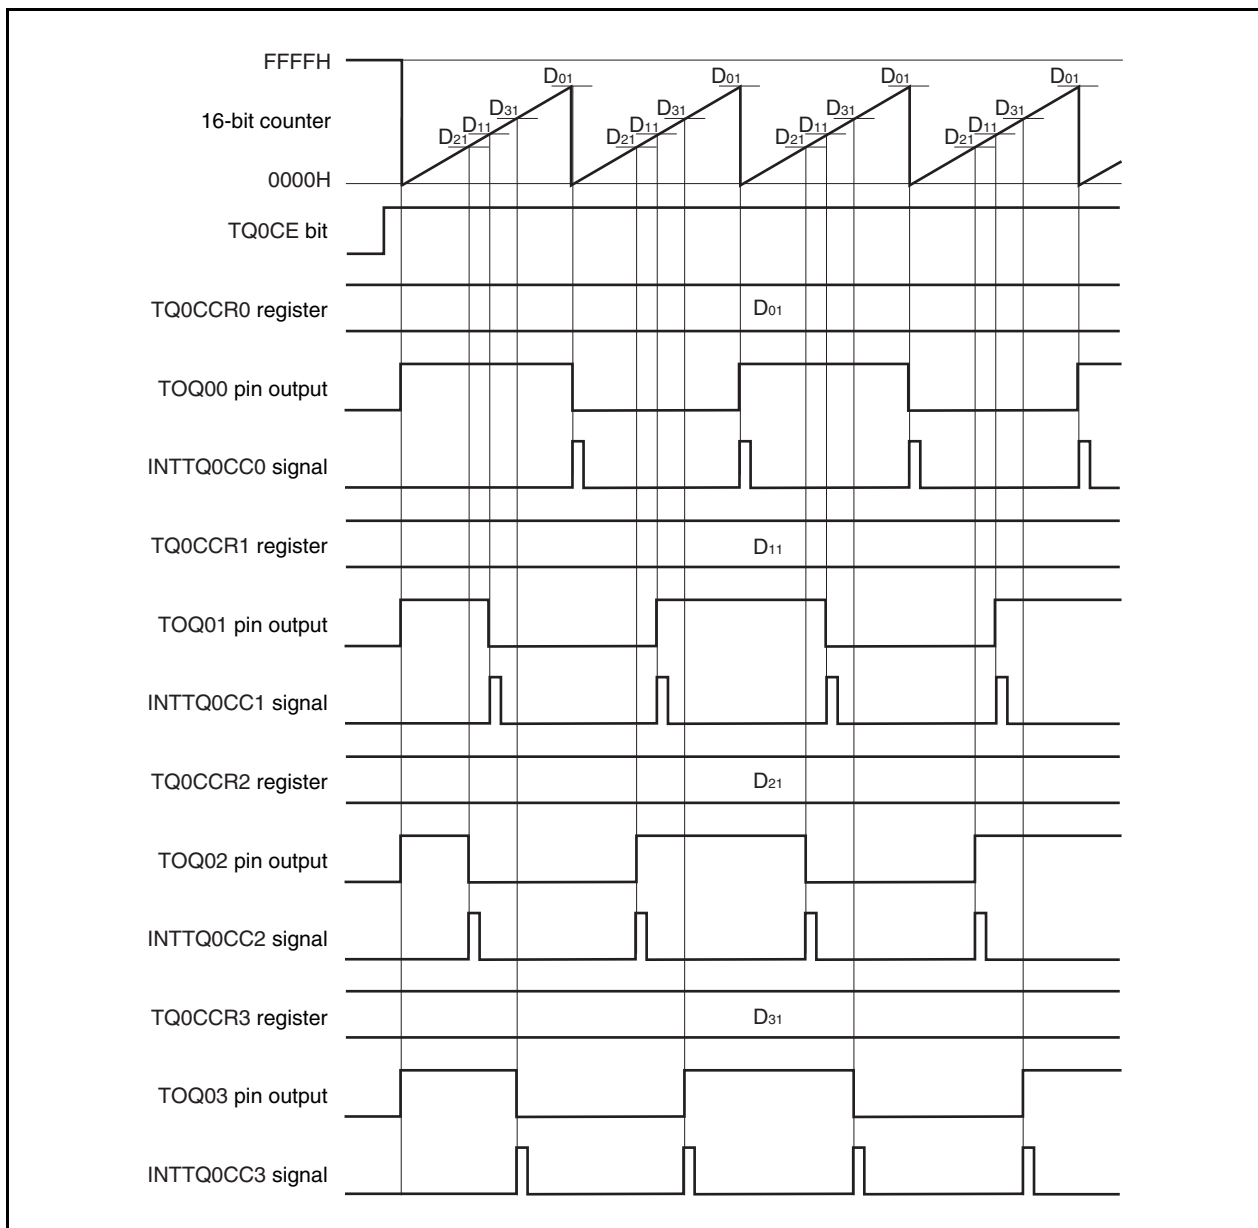 FFFFH
D01 D01 D01 D01
16-bit counter
D31 D31 D31 D31
D11 D11 D11 D11
D21 D21 D21 D21
0000H
TQ0CE bit
TQ0CCR0 register D01
TOQ00 pin output
INTTQ0CC0 signal
TQ0CCR1 register D11
TOQ01 pin output
INTTQ0CC1 signal
TQ0CCR2 register D21
TOQ02 pin output
INTTQ0CC2 signal
TQ0CCR3 register D31
TOQ03 pin output
INTTQ0CC3 signal